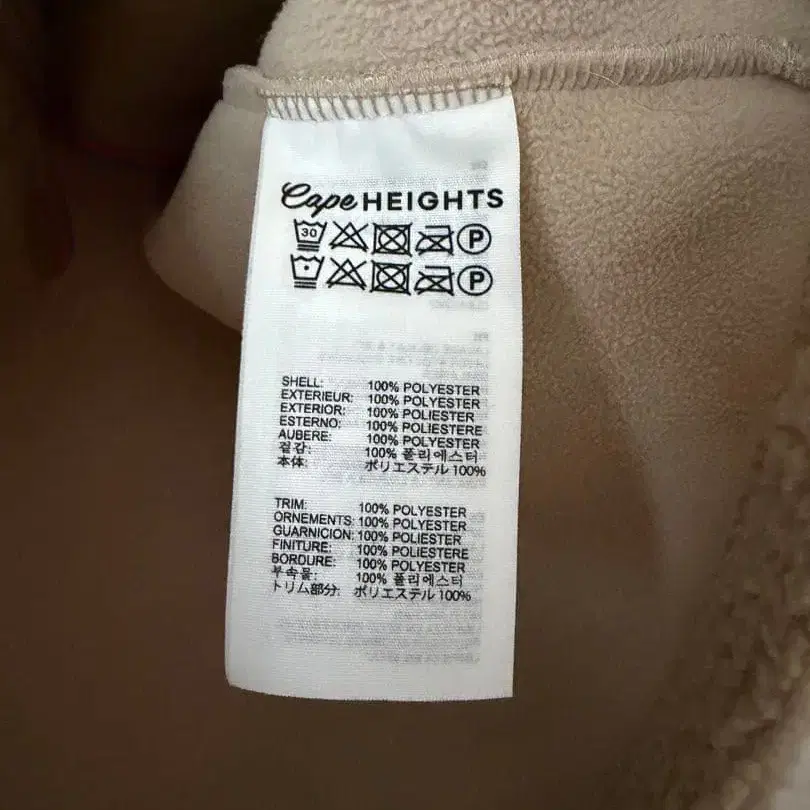 Cape HEIGHTS
30 P
P
SHELL: 100% POLYESTER
EXTERIEUR: 100% POLYESTER
EXTERIOR: 100% POLIESTER
ESTERNO: 100% POLIESTERE
AUBERE: 100% POLYESTER
겉감: 100% 폴리에스터
本体: ポリエステル 100%
TRIM: 100% POLYESTER
ORNEMENTS: 100% POLYESTER
GUARNICION: 100% POLIESTER
FINITURE: 100% POLIESTERE
BORDURE: 100% POLYESTER
부속물: 100% 폴리에스터
トリム部分: ポリエステル 100%